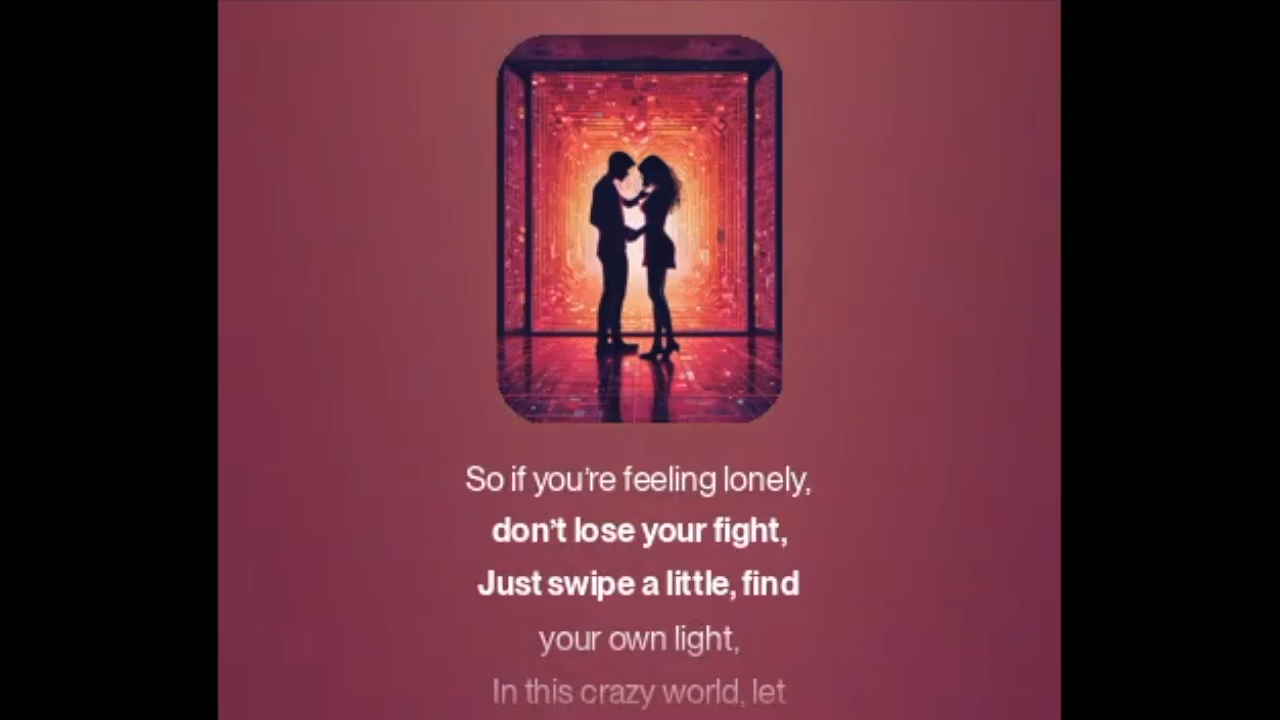 So if you're feeling lonely,
don't lose your fight,
Just swipe a little, find
your own light,
In this crazy world, let